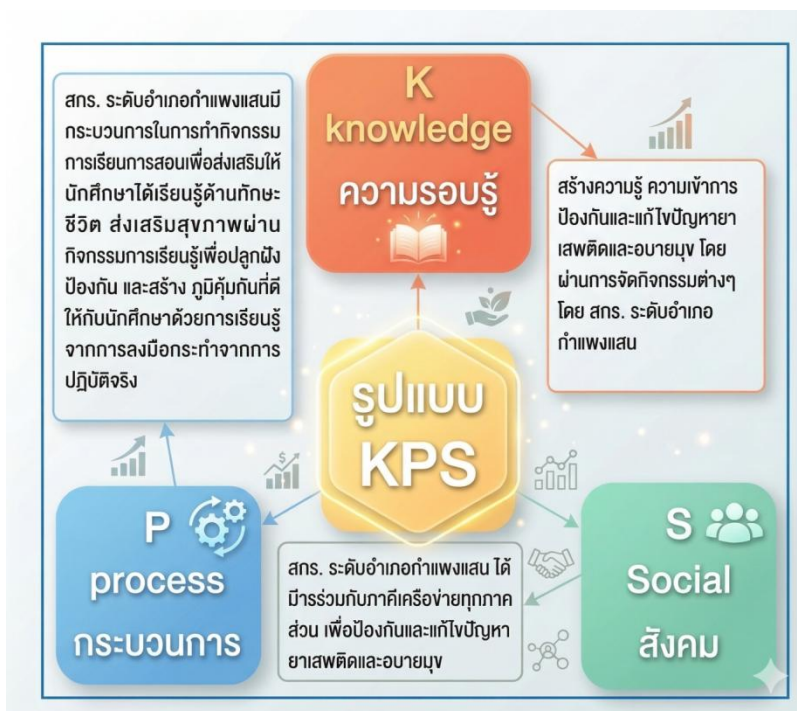 K
knowledge
ความรอบรู้
สกร. ระดับอำเภอกำแพงแสนมี
กระบวนการในการทำกิจกรรม
การเรียนการสอนเพื่อส่งเสริมให้
นักศึกษาได้เรียนรู้ด้านทักษะ
ชีวิต ส่งเสริมสุขภาพผ่าน
กิจกรรมการเรียนรู้เพื่อปลูกฝัง
ป้องกัน และสร้าง ภูมิคุ้มกันที่ดี
ให้กับนักศึกษาด้วยการเรียนรู้
จากการลงมือกระทำจากการ
ปฏิบัติจริง
สร้างความรู้ ความเข้าการ
ป้องกันและแก้ไขปัญหายา
เสพติดและอบายมุข โดย
ผ่านการจัดกิจกรรมต่างๆ
โดย สกร. ระดับอำเภอ
กำแพงแสน
รูปแบบ
KPS
P
process
กระบวนการ
สกร. ระดับอำเภอกำแพงแสน ได้
มีารร่วมกับภาคีเครือข่ายทุกภาค
ส่วน เพื่อป้องกันและแก้ไขปัญหา
ยาเสพติดและอบายมุข
S
Social
สังคม